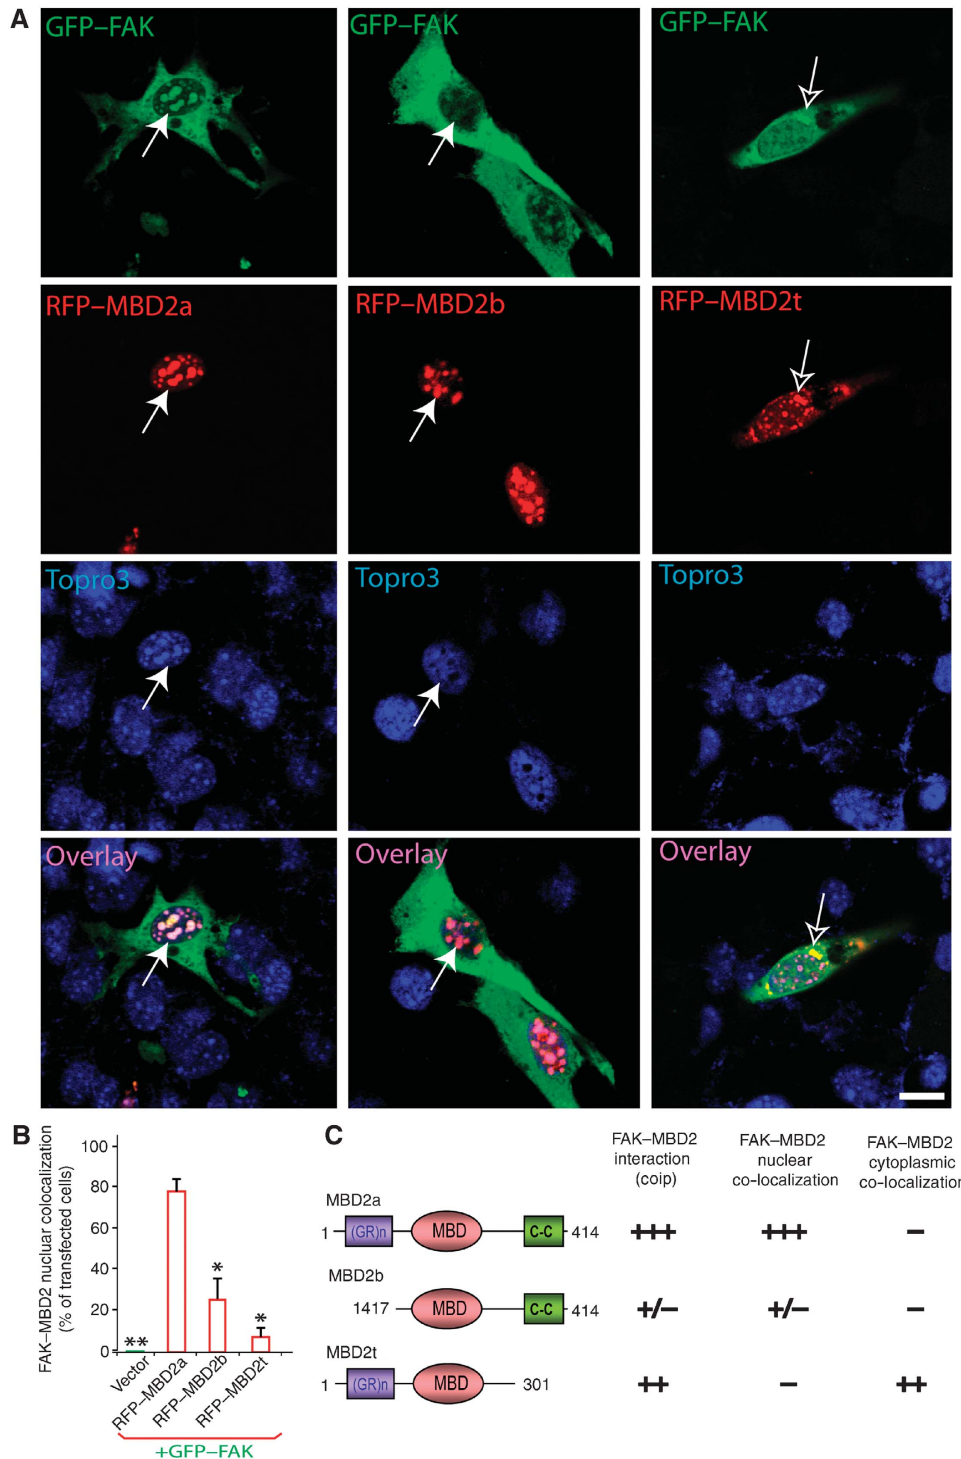 A
GFP–FAK
GFP–FAK
GFP–FAK
RFP–MBD2a
RFP–MBD2b
RFP–MBD2t
Topro3
Topro3
Topro3
Overlay
Overlay
Overlay
B
FAK–MBD2 nucluar colocalization
(% of transfected cells)
100
80
60
40
20
0
**
*
*
Vector
RFP–MBD2a
RFP–MBD2b
RFP–MBD2t
+GFP–FAK
C
FAK–MBD2
interaction
(coip)
FAK–MBD2
nuclear
co-localization
FAK–MBD2
cytoplasmic
co-localization
MBD2a
1 (GR)n MBD C-C 414 +++ +++ –
MBD2b
1417 MBD C-C 414 +/– +/– –
MBD2t
1 (GR)n MBD 301 ++ – ++